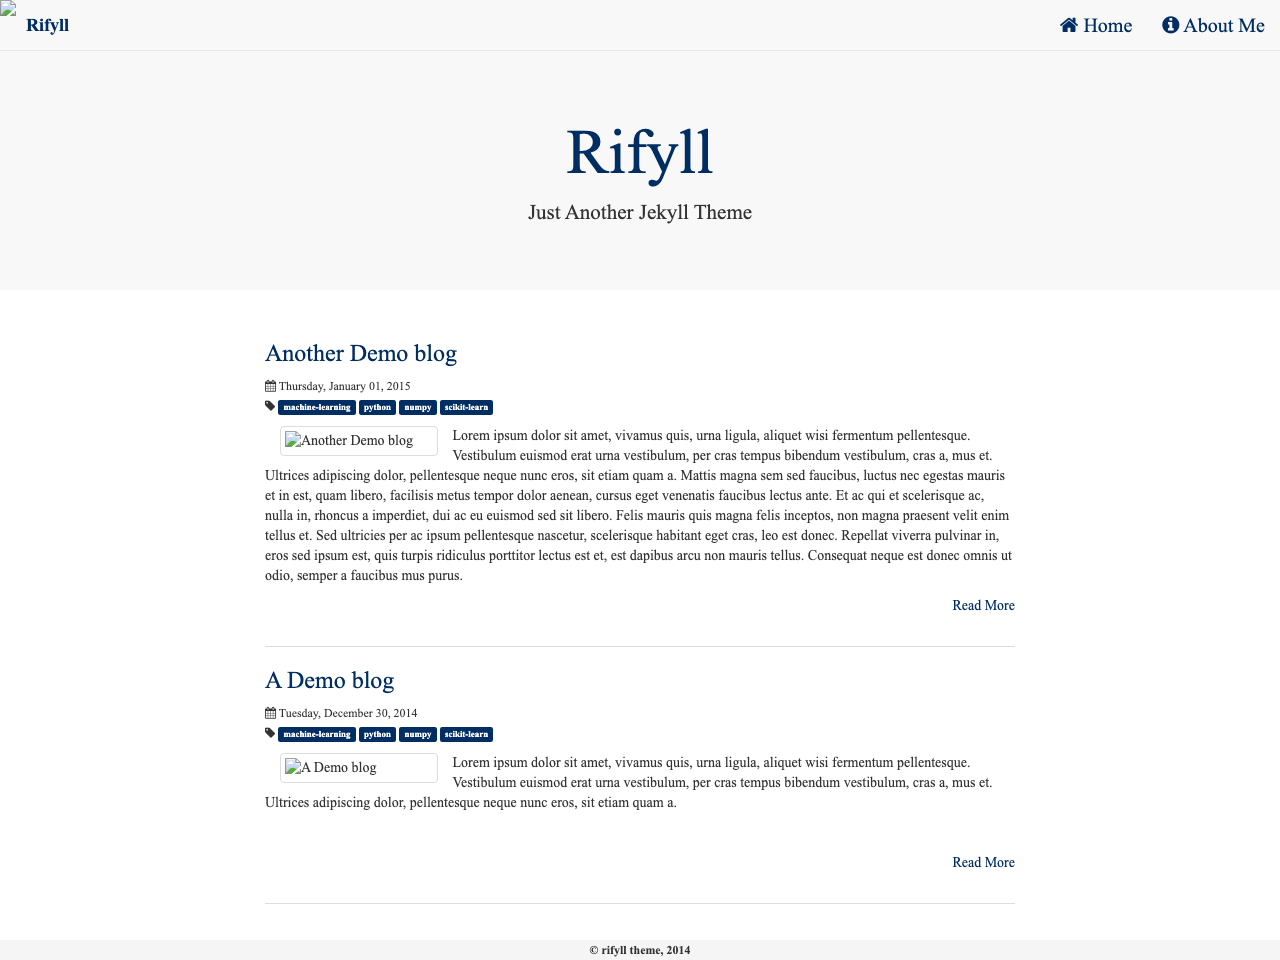 Rifyll
Home
About Me
Rifyll
Just Another Jekyll Theme
Another Demo blog
Thursday, January 01, 2015
machine-learning python numpy scikit-learn
Another Demo blog
Lorem ipsum dolor sit amet, vivamus quis, urna ligula, aliquet wisi fermentum pellentesque.
Vestibulum euismod erat urna vestibulum, per cras tempus bibendum vestibulum, cras a, mus et.
Ultrices adipiscing dolor, pellentesque neque nunc eros, sit etiam quam a. Mattis magna sem sed faucibus, luctus nec egestas mauris
et in est, quam libero, facilisis metus tempor dolor aenean, cursus eget venenatis faucibus lectus ante. Et ac qui et scelerisque ac,
nulla in, rhoncus a imperdiet, dui ac eu euismod sed sit libero. Felis mauris quis magna felis inceptos, non magna praesent velit enim
tellus et. Sed ultricies per ac ipsum pellentesque nascetur, scelerisque habitant eget cras, leo est donec. Repellat viverra pulvinar in,
eros sed ipsum est, quis turpis ridiculus porttitor lectus est et, est dapibus arcu non mauris tellus. Consequat neque est donec omnis ut
odio, semper a faucibus mus purus.
Read More
A Demo blog
Tuesday, December 30, 2014
machine-learning python numpy scikit-learn
A Demo blog
Lorem ipsum dolor sit amet, vivamus quis, urna ligula, aliquet wisi fermentum pellentesque.
Vestibulum euismod erat urna vestibulum, per cras tempus bibendum vestibulum, cras a, mus et.
Ultrices adipiscing dolor, pellentesque neque nunc eros, sit etiam quam a.
Read More
© rifyll theme, 2014